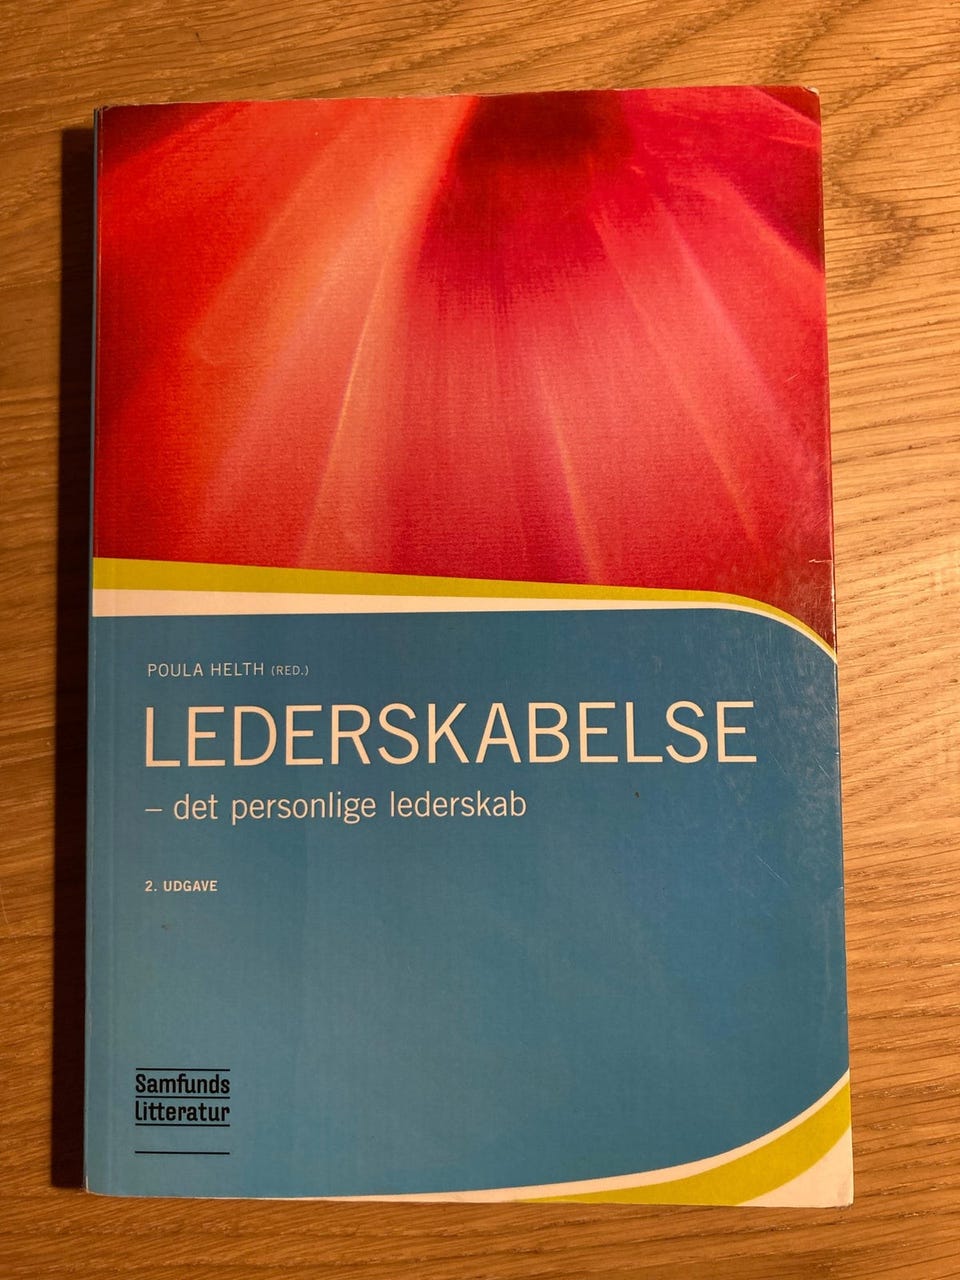 POULA HELTH (RED.)
LEDERSKABELSE
– det personlige lederskab
2. UDGAVE
Samfunds
litteratur